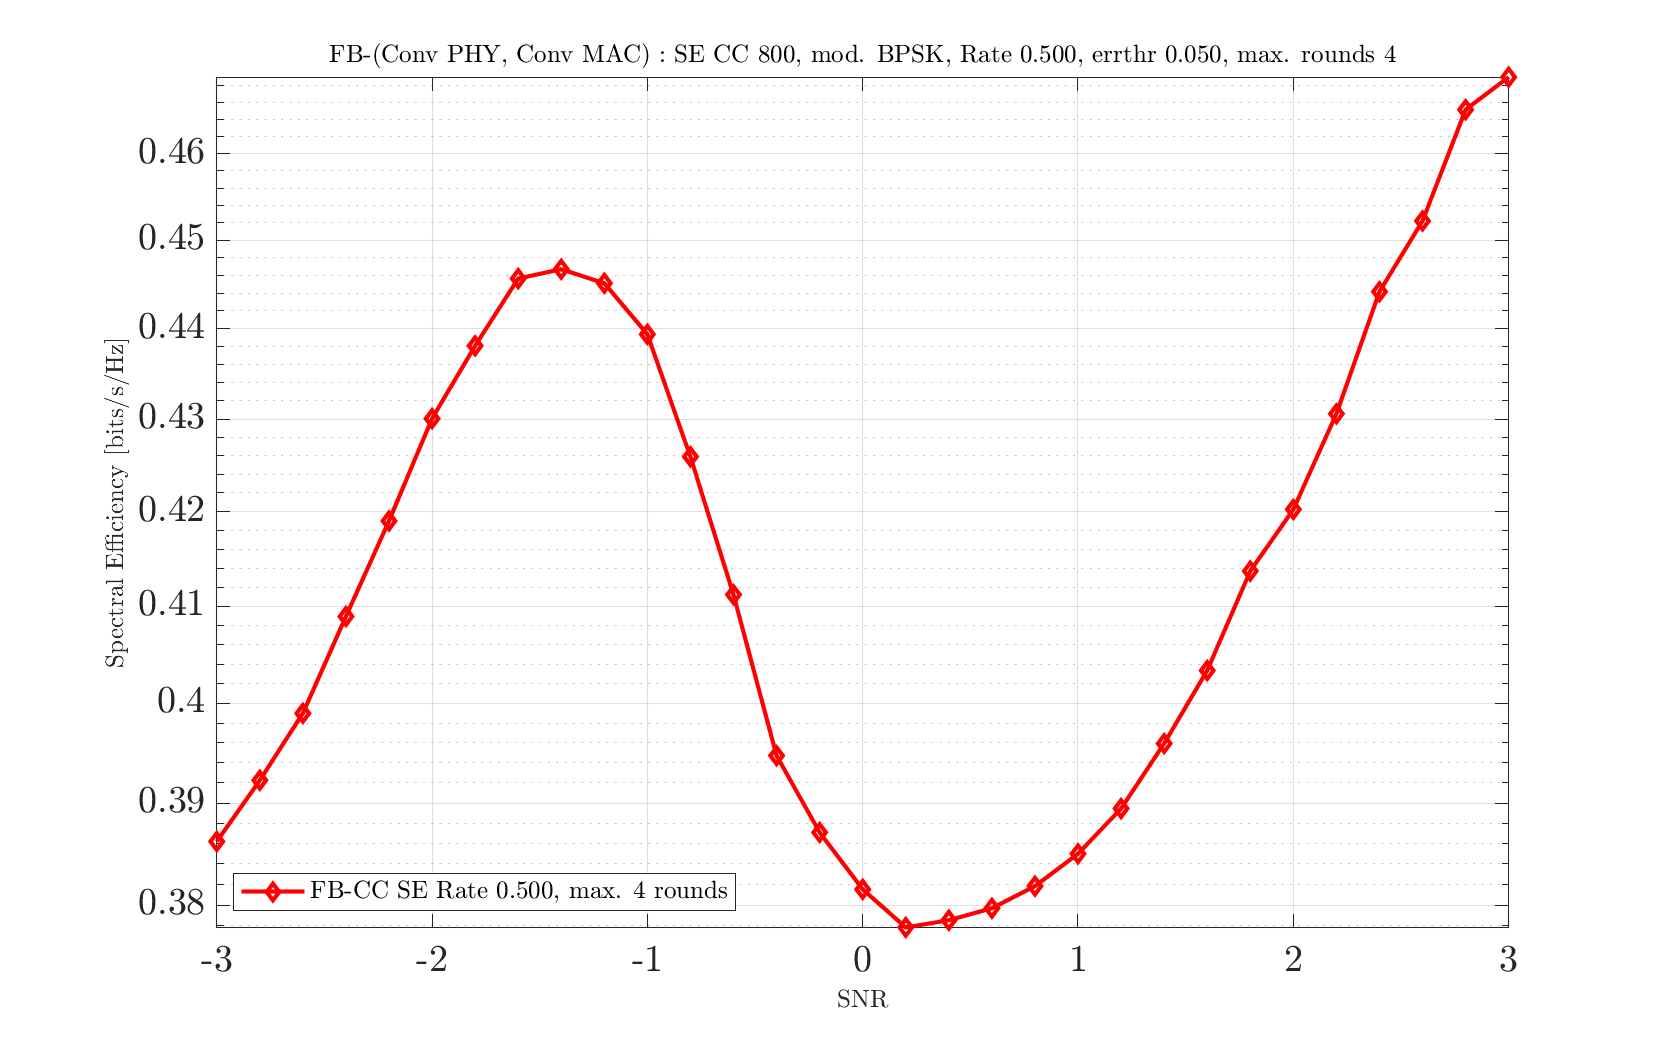 FB-(Conv PHY, Conv MAC) : SE CC 800, mod. BPSK, Rate 0.500, errthr 0.050, max. rounds 4
Spectral Efficiency [bits/s/Hz]
0.46
0.45
0.44
0.43
0.42
0.41
0.4
0.39
0.38
FB-CC SE Rate 0.500, max. 4 rounds
-3 -2 -1 0 1 2 3
SNR